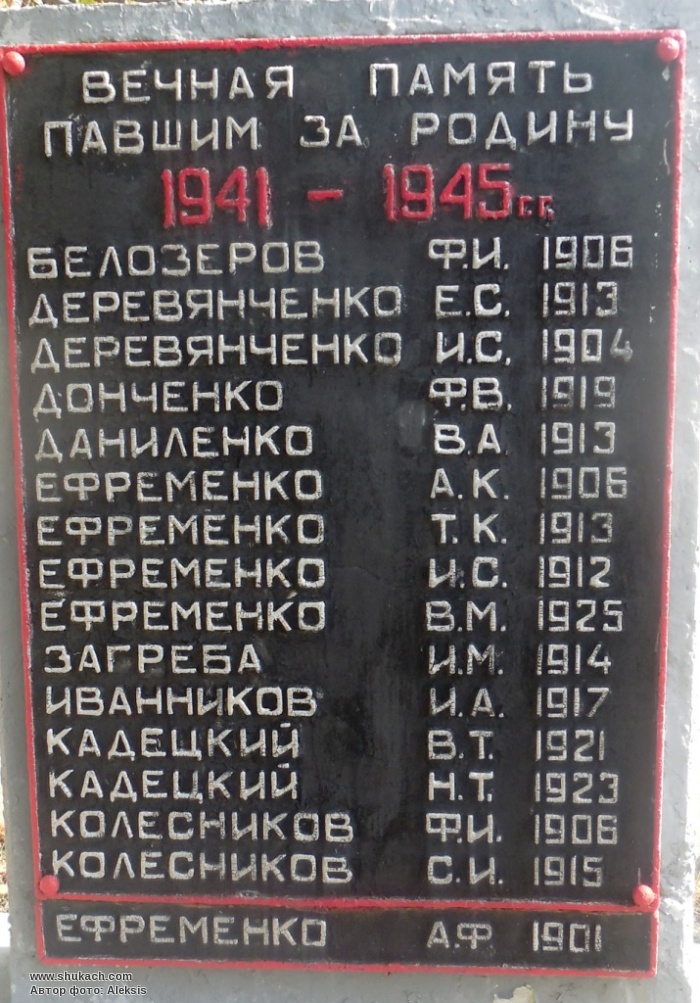 ВЕЧНАЯ ПАМЯТЬ
ПАВШИМ ЗА РОДИНУ
1941 - 1945г.г.
БЕЛОЗЕРОВ Ф.И. 1906
ДЕРЕВЯНЧЕНКО Е.С. 1913
ДЕРЕВЯНЧЕНКО И.С. 1904
ДОНЧЕНКО Ф.В. 1919
ДАНИЛЕНКО В.А. 1913
ЕФРЕМЕНКО А.К. 1906
ЕФРЕМЕНКО Т.К. 1913
ЕФРЕМЕНКО И.С. 1912
ЕФРЕМЕНКО В.М. 1925
ЗАГРЕБА И.М. 1914
ИВАННИКОВ И.А. 1917
КАДЕЦКИЙ В.Т. 1921
КАДЕЦКИЙ Н.Т. 1923
КОЛЕСНИКОВ Ф.И. 1906
КОЛЕСНИКОВ С.И. 1915
ЕФРЕМЕНКО А.Ф 1901
www.shukach.com
Автор фото: Aleksis